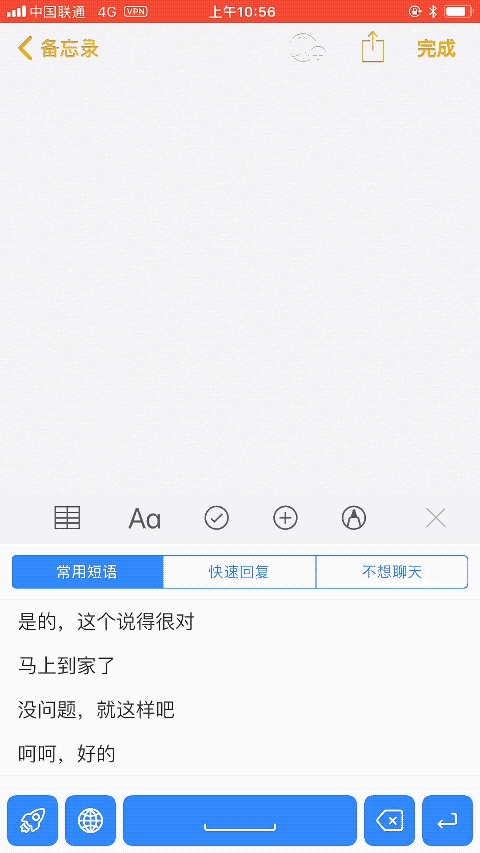 中国联通 4G VPN 上午10:56
备忘录 完成
Aa
常用短语 快速回复 不想聊天
是的，这个说得很对
马上到家了
没问题，就这样吧
呵呵，好的